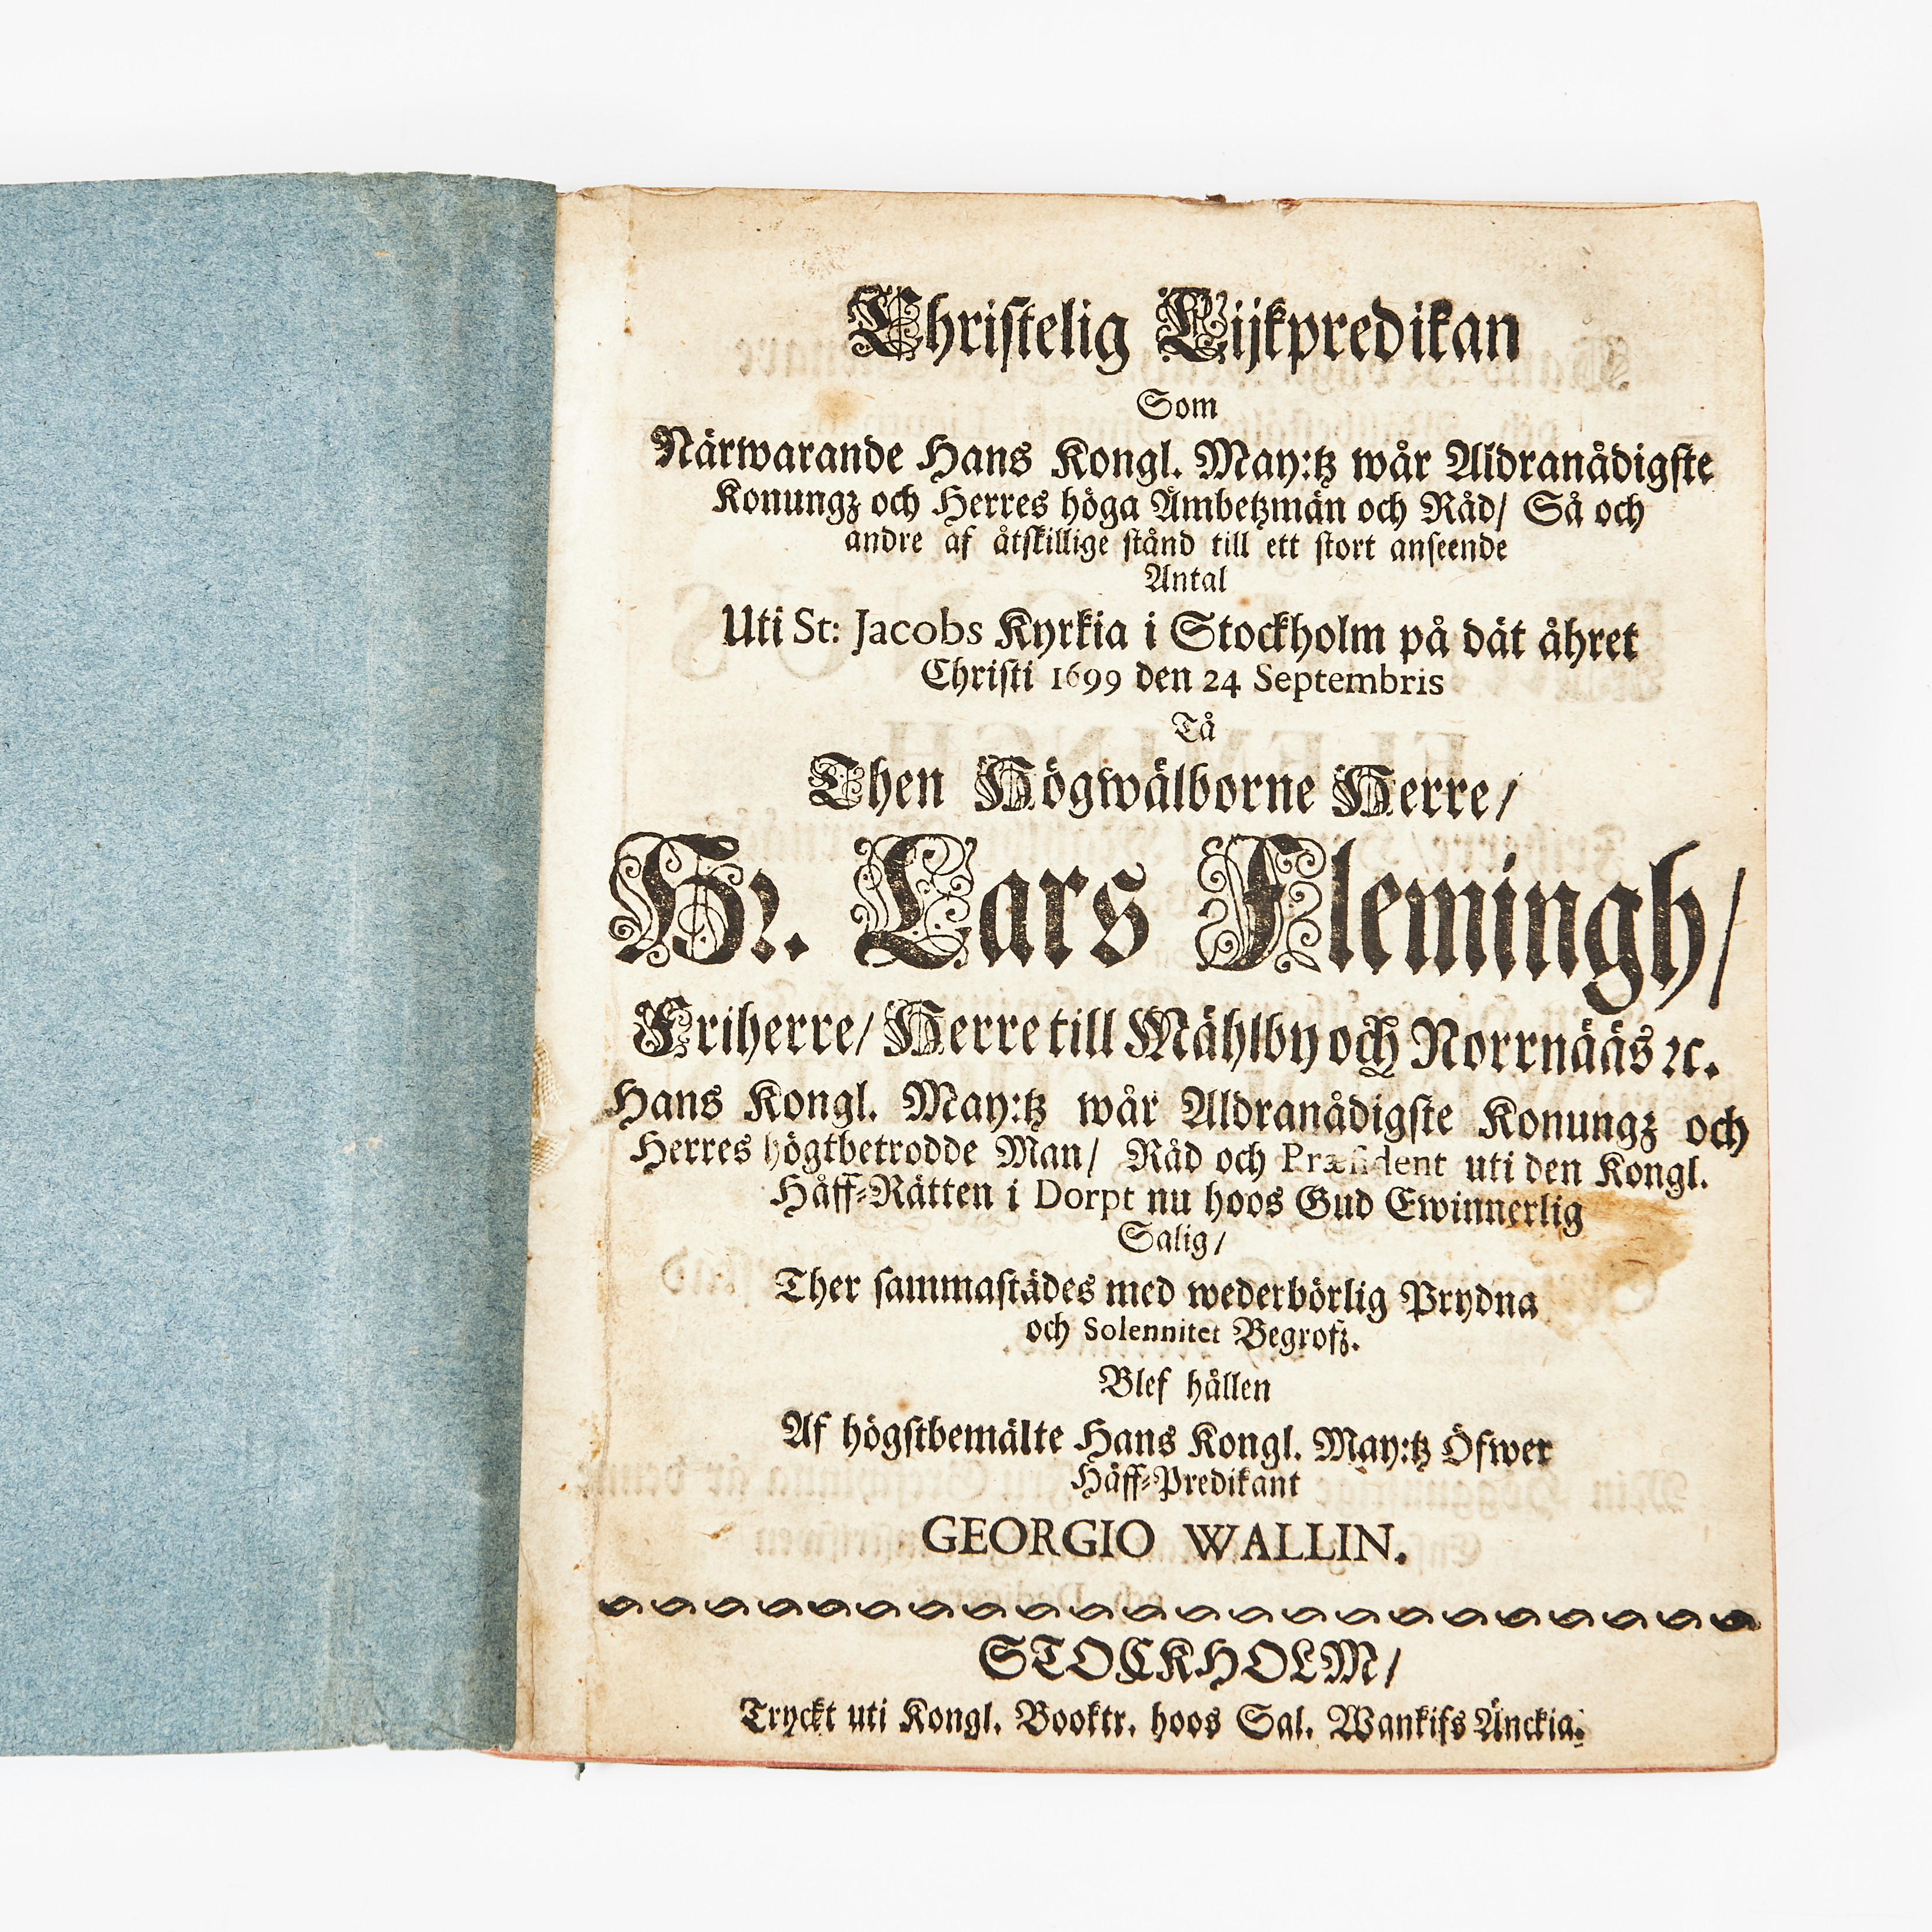 Christelig Lijkpredikan
Som
Närwarande Hans Kongl. May:tz wår Aldranådigste
Konungz och Herres höga Ämbetzmän och Råd/ Så och
andre af åtskillige stånd till ett stort anseende
Antal
Uti St: Jacobs Kyrkia i Stockholm på dät åhret
Christi 1699 den 24 Septembris
Tå
Then Högwälborne Herre/
Hr. Lars Flemingh/
Friherre/ Herre till Mählby och Norrnääs ꝛc.
Hans Kongl. May:tz wår Aldranådigste Konungz och
Herres högtbetrodde Man/ Råd och Præsident uti den Kongl.
Håff-Rätten i Dorpt nu hoos Gud Ewinnerlig
Salig/
Ther sammastädes med wederbörlig Prydna
och Solennitet Begrofz.
Blef hållen
Af högstbemälte Hans Kongl. May:tz Öfwer
Håff-Predikant
GEORGIO WALLIN.
STOCKHOLM/
Tryckt uti Kongl. Booktr. hoos Sal. Wankifs Änckia.